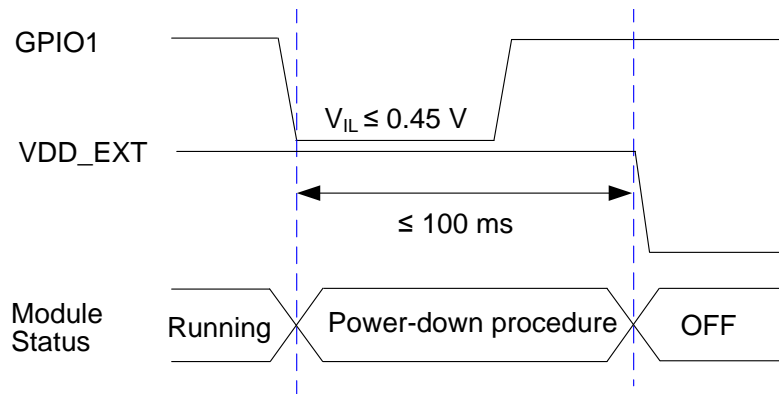 GPIO1
V_IL ≤ 0.45 V
VDD_EXT
≤ 100 ms
Module
Status
Running
Power-down procedure
OFF